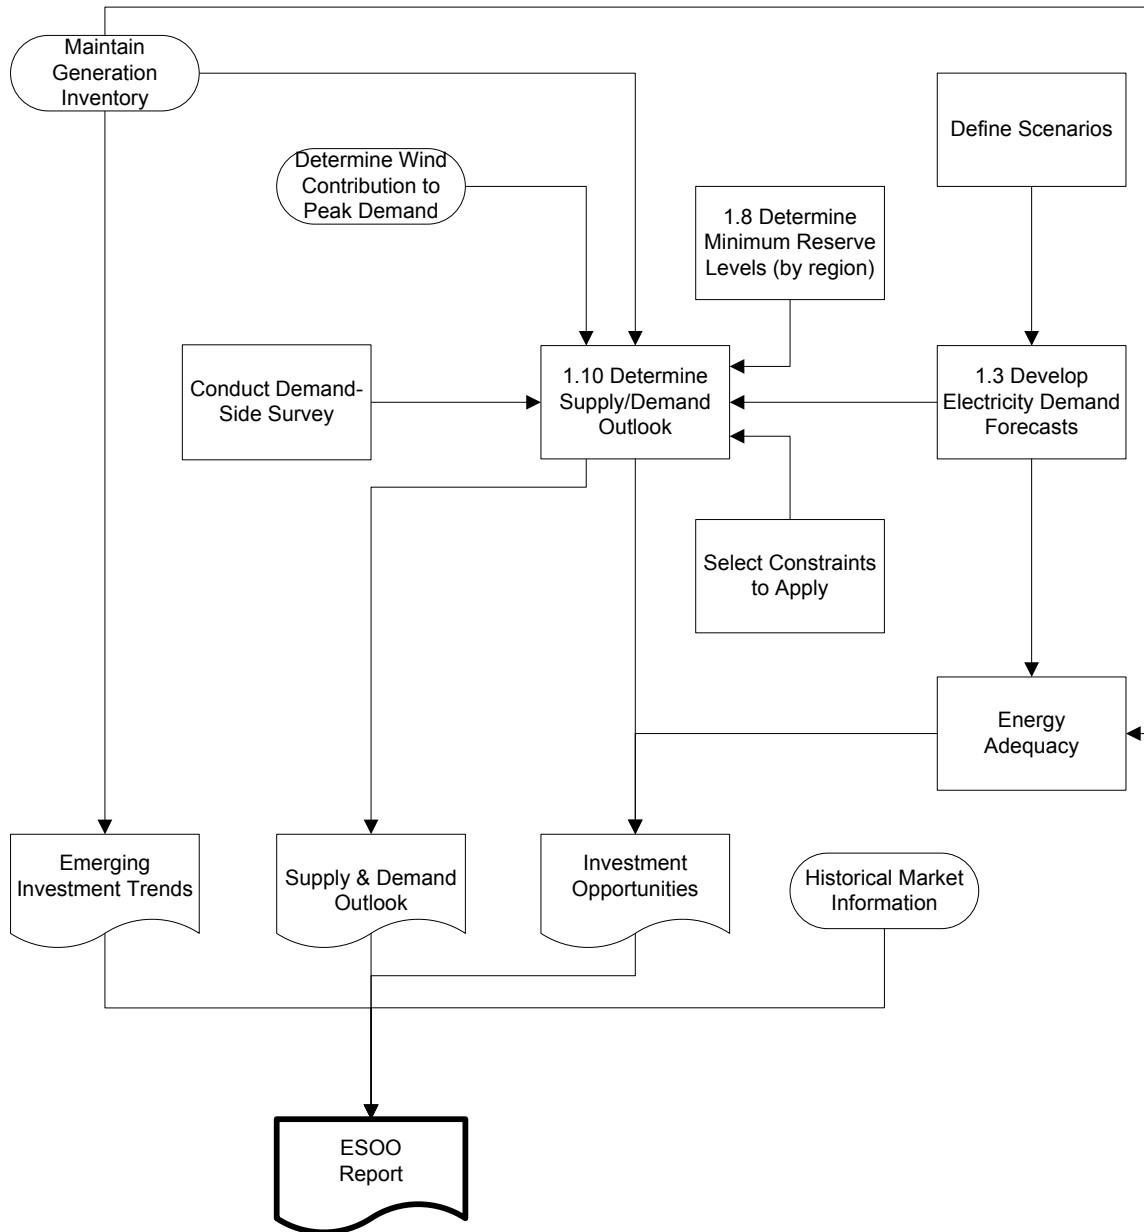 Maintain
Generation
Inventory
Define Scenarios
Determine Wind
Contribution to
Peak Demand
1.8 Determine
Minimum Reserve
Levels (by region)
Conduct Demand-
Side Survey
1.10 Determine
Supply/Demand
Outlook
1.3 Develop
Electricity Demand
Forecasts
Select Constraints
to Apply
Energy
Adequacy
Emerging
Investment Trends
Supply & Demand
Outlook
Investment
Opportunities
Historical Market
Information
ESOO
Report